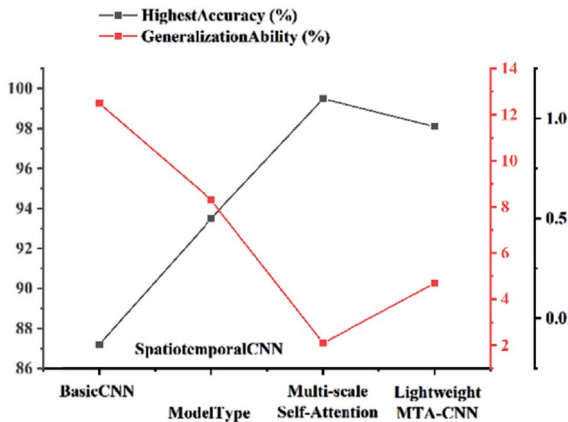 HighestAccuracy (%)
GeneralizationAbility (%)
100
98
96
94
92
90
88
86
14
12
10
8
6
4
2
1.0
0.5
0.0
SpatiotemporalCNN
BasicCNN
ModelType
Multi-scale
Self-Attention
Lightweight
MTA-CNN